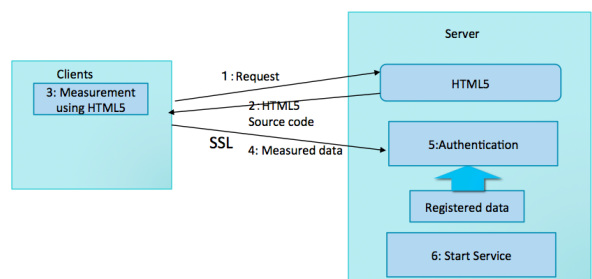 Server
Clients
3: Measurement
using HTML5
1 : Request
HTML5
2 : HTML5
Source code
SSL
4: Measured data
5:Authentication
Registered data
6: Start Service